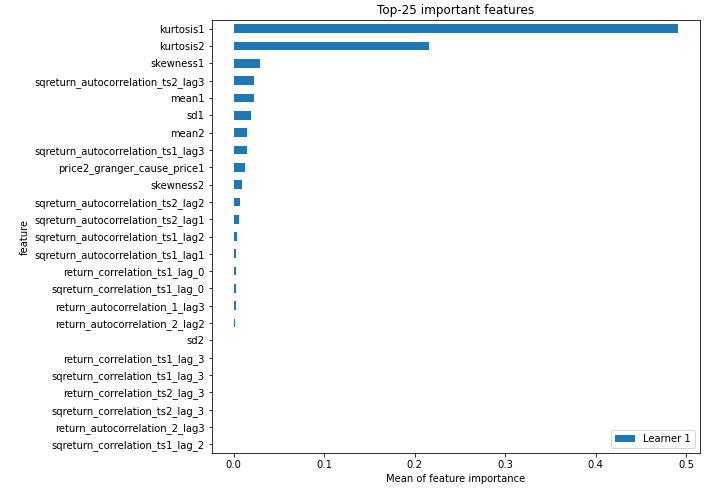 Top-25 important features
kurtosis1
kurtosis2
skewness1
sqreturn_autocorrelation_ts2_lag3
mean1
sd1
mean2
sqreturn_autocorrelation_ts1_lag3
price2_granger_cause_price1
skewness2
sqreturn_autocorrelation_ts2_lag2
sqreturn_autocorrelation_ts2_lag1
sqreturn_autocorrelation_ts1_lag2
sqreturn_autocorrelation_ts1_lag1
return_correlation_ts1_lag_0
sqreturn_correlation_ts1_lag_0
return_autocorrelation_1_lag3
return_autocorrelation_2_lag2
sd2
return_correlation_ts1_lag_3
sqreturn_correlation_ts1_lag_3
return_correlation_ts2_lag_3
sqreturn_correlation_ts2_lag_3
return_autocorrelation_2_lag3
sqreturn_correlation_ts1_lag_2
feature
Learner 1
0.0 0.1 0.2 0.3 0.4 0.5
Mean of feature importance